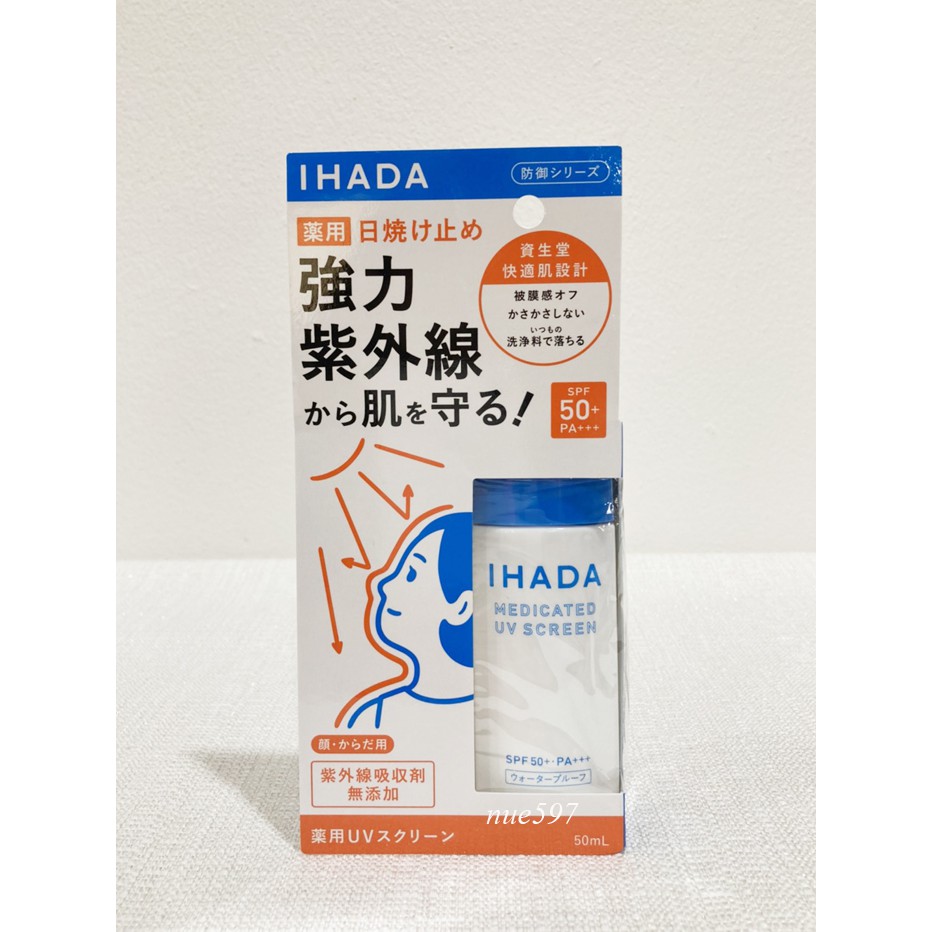 IHADA
防御シリーズ
薬用 日焼け止め
強力
紫外線
から肌を守る!
資生堂
快適肌設計
被膜感オフ
かさかさしない
いつもの
洗浄料で落ちる
SPF
50+
PA+++
IHADA
MEDICATED
UV SCREEN
SPF50+・PA+++
ウォータープルーフ
顔・からだ用
紫外線吸収剤
無添加
nue597
薬用UVスクリーン
50mL